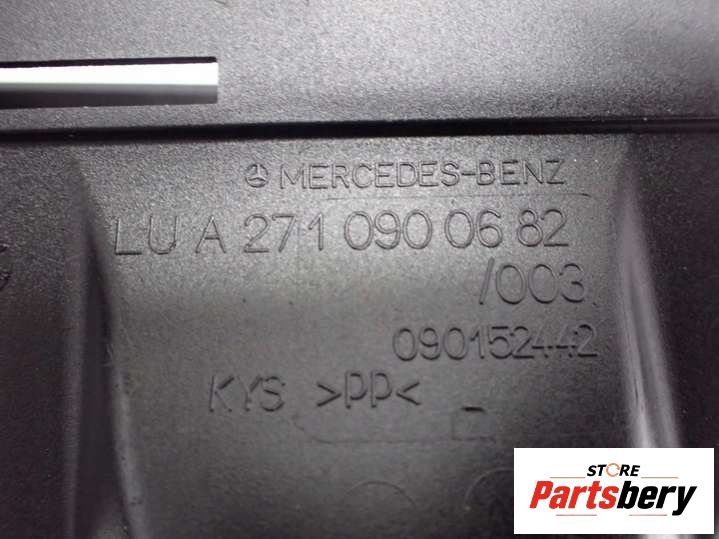 MERCEDES-BENZ
LU A 271 090 06 82
/003
090152442
KYS >PP<
STORE
Partsbery